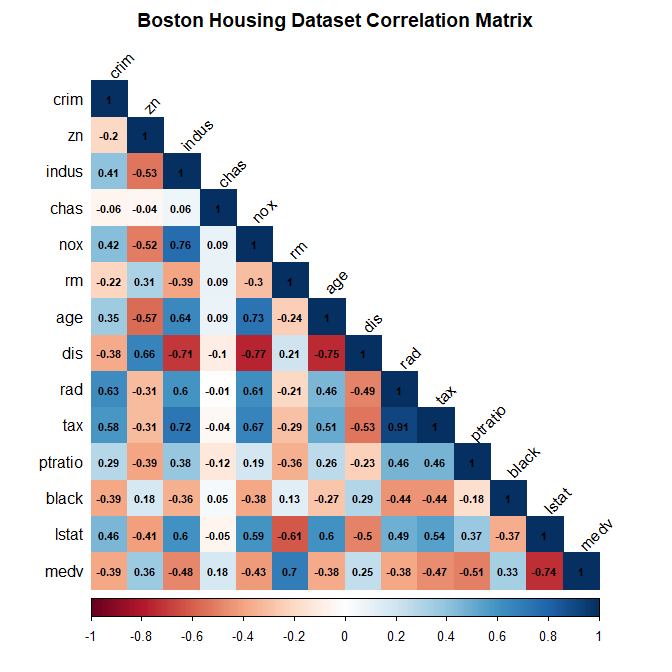 Boston Housing Dataset Correlation Matrix
crim
crim 1 zn
zn -0.2 1 indus
indus 0.41 -0.53 1 chas
chas -0.06 -0.04 0.06 1 nox
nox 0.42 -0.52 0.76 0.09 1 rm
rm -0.22 0.31 -0.39 0.09 -0.3 1 age
age 0.35 -0.57 0.64 0.09 0.73 -0.24 1 dis
dis -0.38 0.66 -0.71 -0.1 -0.77 0.21 -0.75 1 rad
rad 0.63 -0.31 0.6 -0.01 0.61 -0.21 0.46 -0.49 1 tax
tax 0.58 -0.31 0.72 -0.04 0.67 -0.29 0.51 -0.53 0.91 1 ptratio
ptratio 0.29 -0.39 0.38 -0.12 0.19 -0.36 0.26 -0.23 0.46 0.46 1 black
black -0.39 0.18 -0.36 0.05 -0.38 0.13 -0.27 0.29 -0.44 -0.44 -0.18 1 lstat
lstat 0.46 -0.41 0.6 -0.05 0.59 -0.61 0.6 -0.5 0.49 0.54 0.37 -0.37 1 medv
medv -0.39 0.36 -0.48 0.18 -0.43 0.7 -0.38 0.25 -0.38 -0.47 -0.51 0.33 -0.74 1
-1 -0.8 -0.6 -0.4 -0.2 0 0.2 0.4 0.6 0.8 1